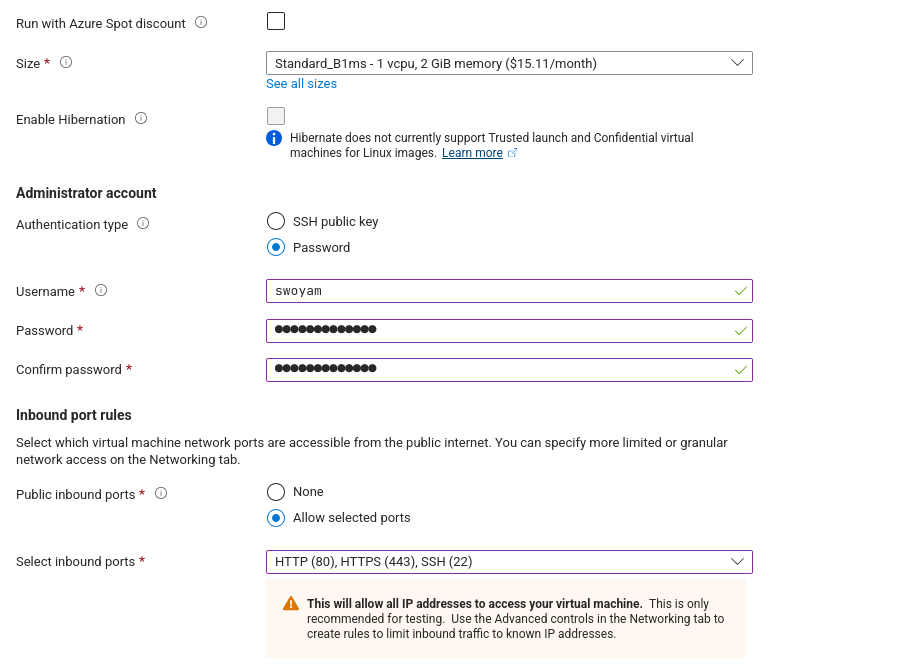 Run with Azure Spot discount
Size *
Standard_B1ms - 1 vcpu, 2 GiB memory ($15.11/month)
See all sizes
Enable Hibernation
Hibernate does not currently support Trusted launch and Confidential virtual
machines for Linux images. Learn more
Administrator account
Authentication type
SSH public key
Password
Username *
swoyam
Password *
●●●●●●●●●●●●●
Confirm password *
●●●●●●●●●●●●●
Inbound port rules
Select which virtual machine network ports are accessible from the public internet. You can specify more limited or granular
network access on the Networking tab.
Public inbound ports *
None
Allow selected ports
Select inbound ports *
HTTP (80), HTTPS (443), SSH (22)
This will allow all IP addresses to access your virtual machine. This is only
recommended for testing. Use the Advanced controls in the Networking tab to
create rules to limit inbound traffic to known IP addresses.